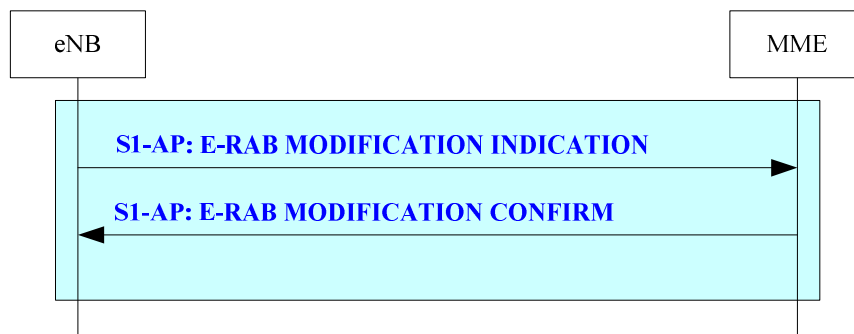 eNB
MME
S1-AP: E-RAB MODIFICATION INDICATION
S1-AP: E-RAB MODIFICATION CONFIRM